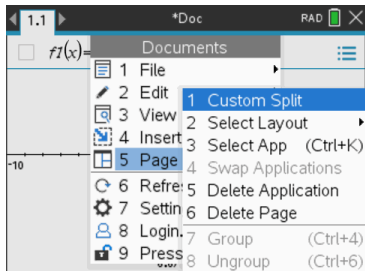 1.1 *Doc RAD
f1(x)=
Documents
1 File
2 Edit
3 View
4 Insert
5 Page
6 Refre
7 Settin
8 Login.
9 Press
1 Custom Split
2 Select Layout
3 Select App (Ctrl+K)
4 Swap Applications
5 Delete Application
6 Delete Page
7 Group (Ctrl+4)
8 Ungroup (Ctrl+6)
-10